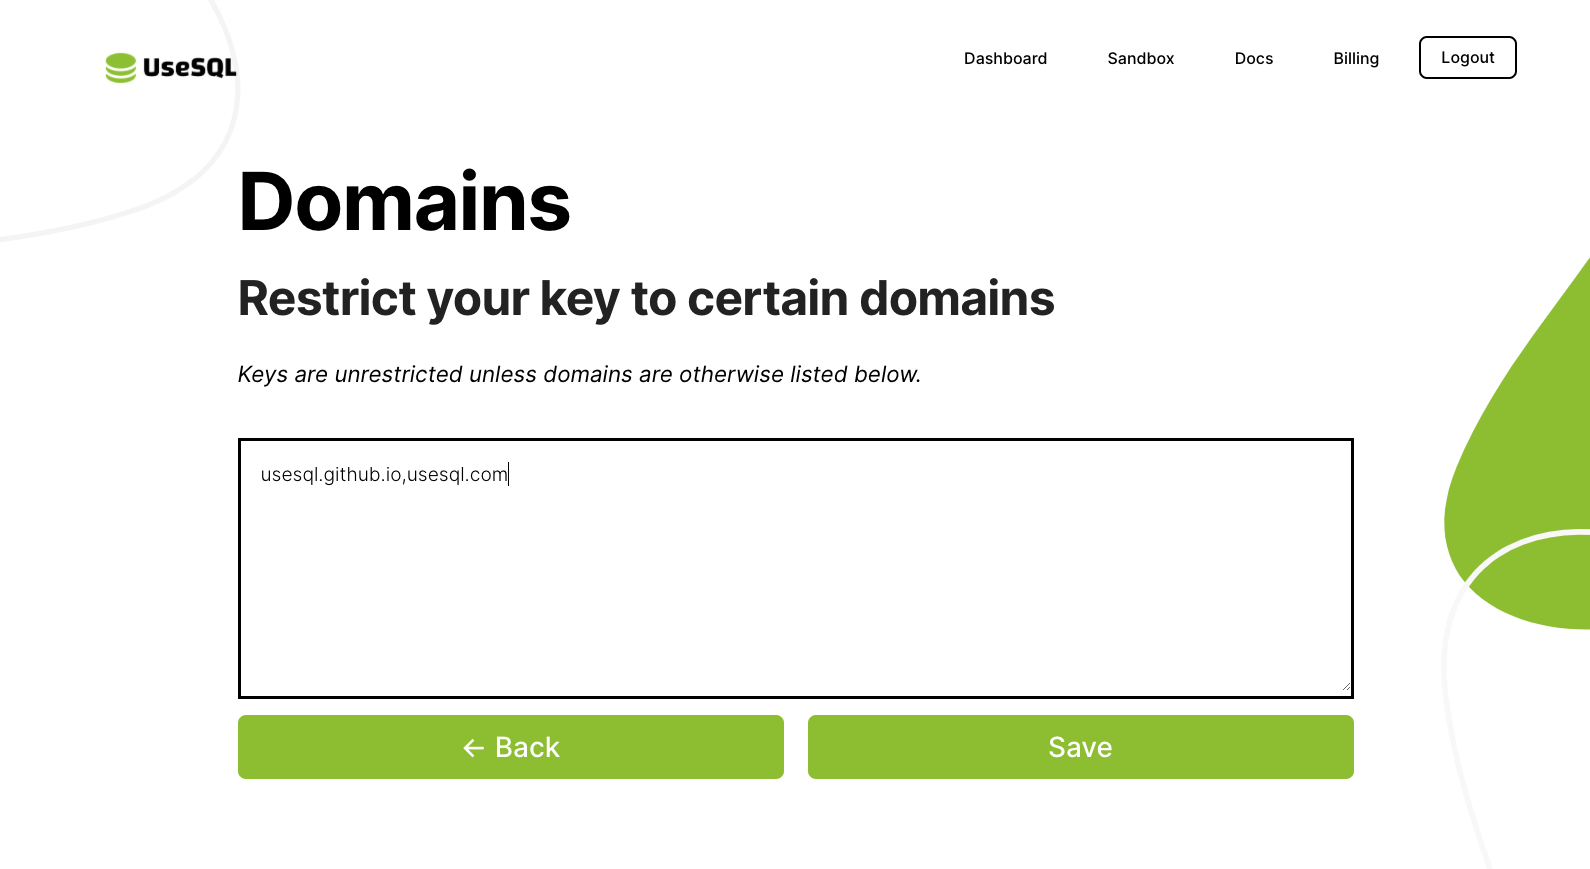 UseSQL
Dashboard Sandbox Docs Billing Logout
Domains
Restrict your key to certain domains
Keys are unrestricted unless domains are otherwise listed below.
usesql.github.io,usesql.com
← Back Save